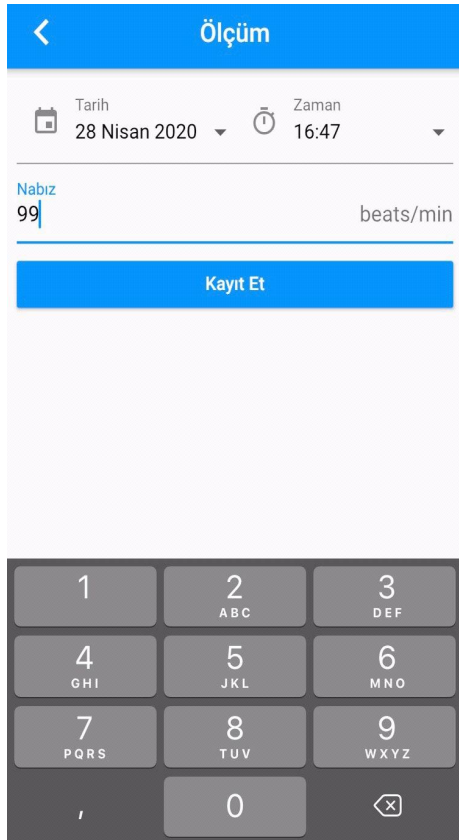 Ölçüm
Tarih
28 Nisan 2020
Zaman
16:47
Nabız
99
beats/min
Kayıt Et
1
2
3
ABC
DEF
4
5
6
GHI
JKL
MNO
7
8
9
PQRS
TUV
WXYZ
,
0